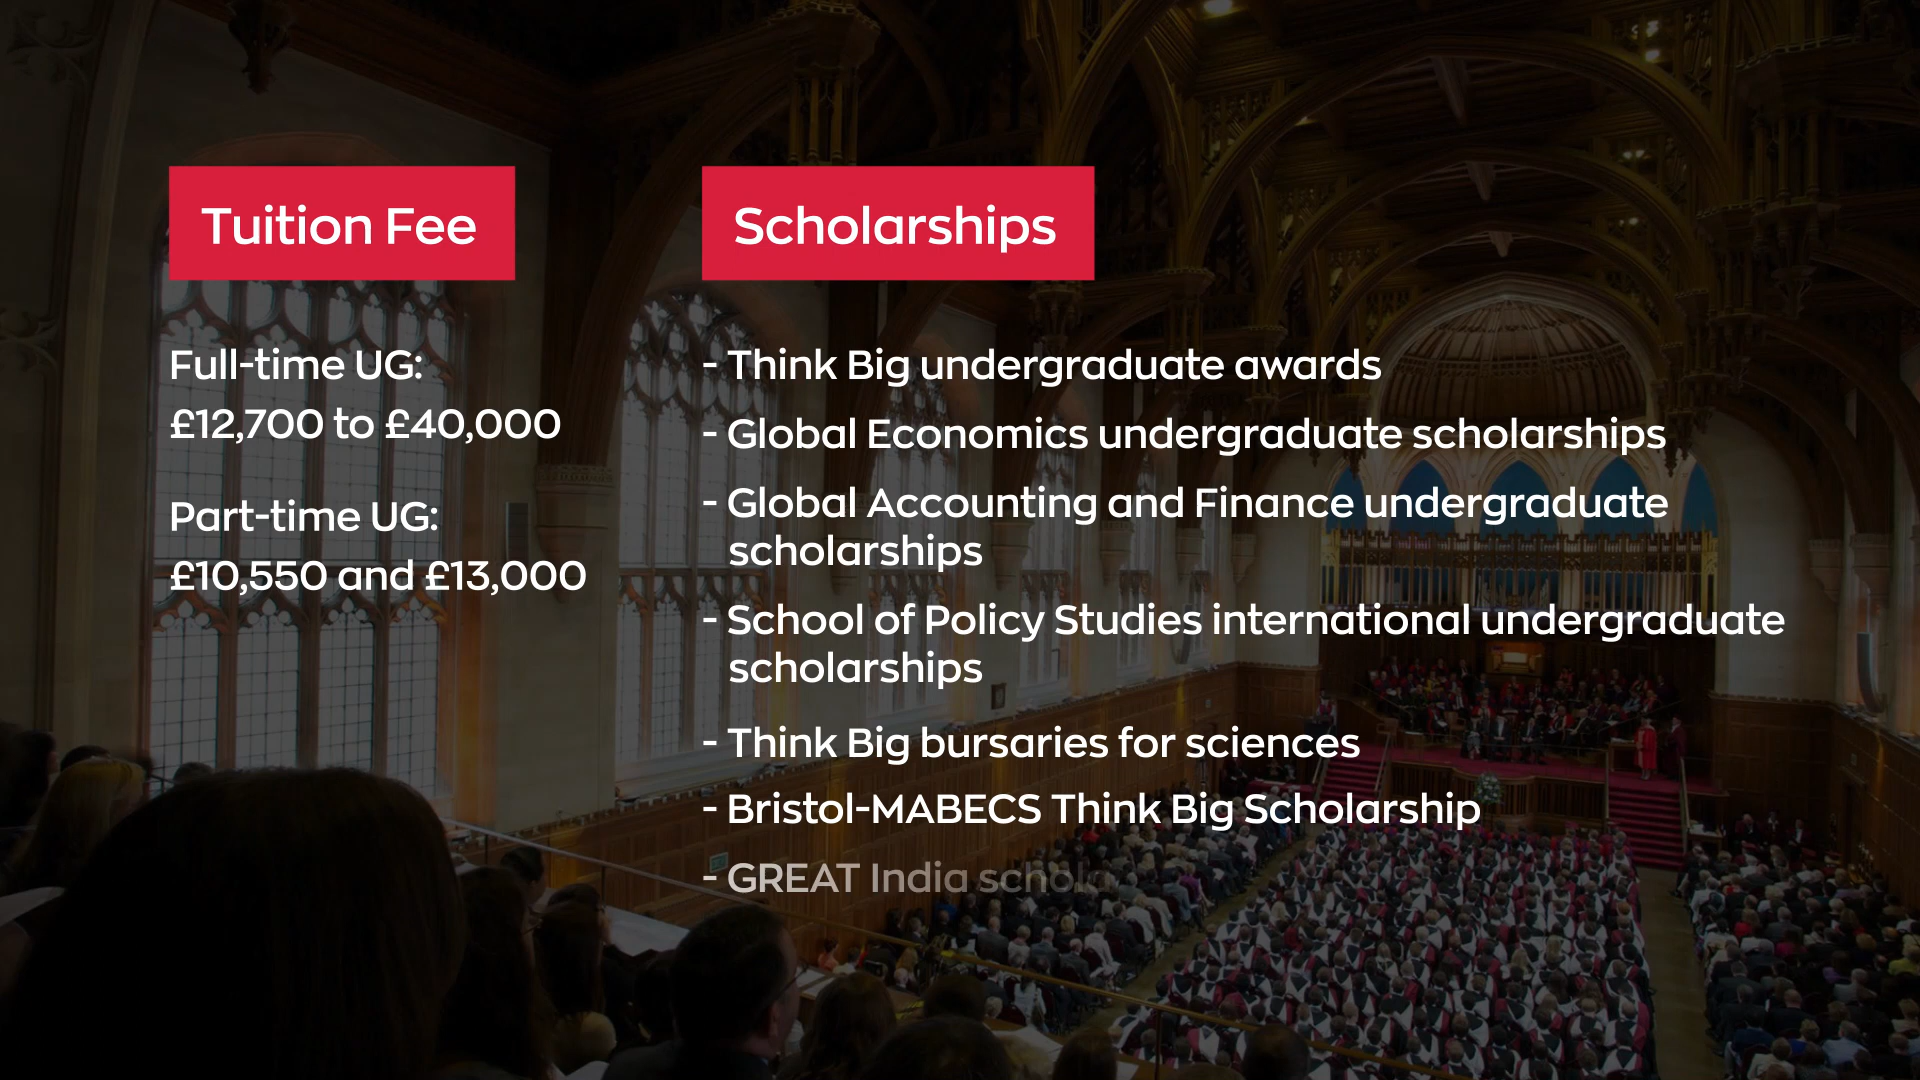 Tuition Fee
Full-time UG:
£12,700 to £40,000
Part-time UG:
£10,550 and £13,000
Scholarships
- Think Big undergraduate awards
- Global Economics undergraduate scholarships
- Global Accounting and Finance undergraduate
scholarships
- School of Policy Studies international undergraduate
scholarships
- Think Big bursaries for sciences
- Bristol-MABECS Think Big Scholarship
- GREAT India schola